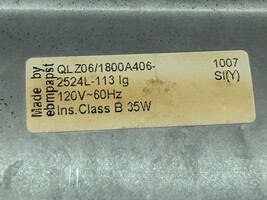 Made by
ebmpapst
QLZ06/1800A406-
2524L-113 lg
120V~60Hz
Ins.Class B 35W
1007
SI(Y)